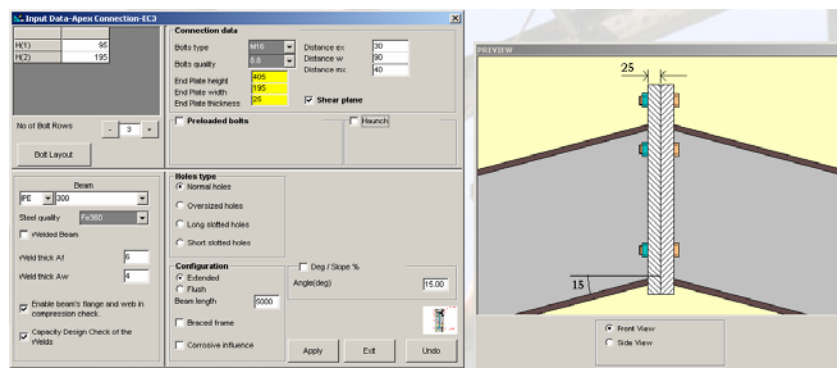 Input Data-Apex Connection-EC3
H(1) 95
H(2) 195
No of Bolt Rows - 3 +
Bolt Layout
Connection data
Bolts type M16
Bolts quality 8.8
End Plate height 405
End Plate width 195
End Plate thickness 25
Distance ex 30
Distance w 90
Distance mx 40
Shear plane
Preloaded bolts
Haunch
Beam
IPE 300
Steel quality Fe360
Welded Beam
Weld thick Af 6
Weld thick Aw 4
Enable beam's flange and web in
compression check.
Capacity Design Check of the
Welds
Holes type
Normal holes
Oversized holes
Long slotted holes
Short slotted holes
Configuration
Extended
Flush
Beam length 5000
Braced frame
Corrosive influence
Deg / Slope %
Angle(deg) 15.00
Apply Exit Undo
PREVIEW
25
15
Front View
Side View